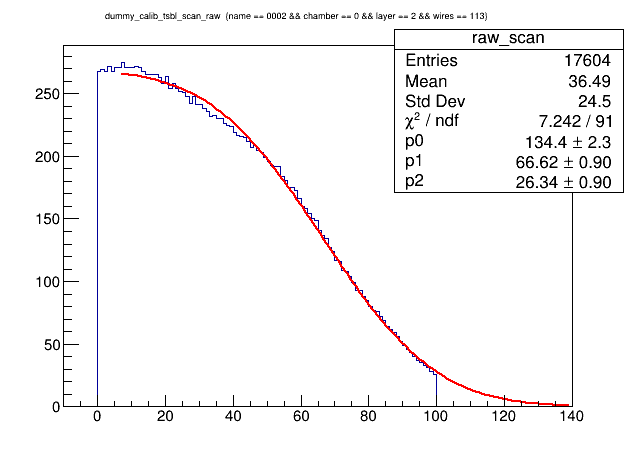 dummy_calib_tsbl_scan_raw (name == 0002 && chamber == 0 && layer == 2 && wires == 113)
raw_scan
Entries 17604
Mean 36.49
Std Dev 24.5
χ² / ndf 7.242 / 91
p0 134.4 ± 2.3
p1 66.62 ± 0.90
p2 26.34 ± 0.90
250
200
150
100
50
0
0 20 40 60 80 100 120 140